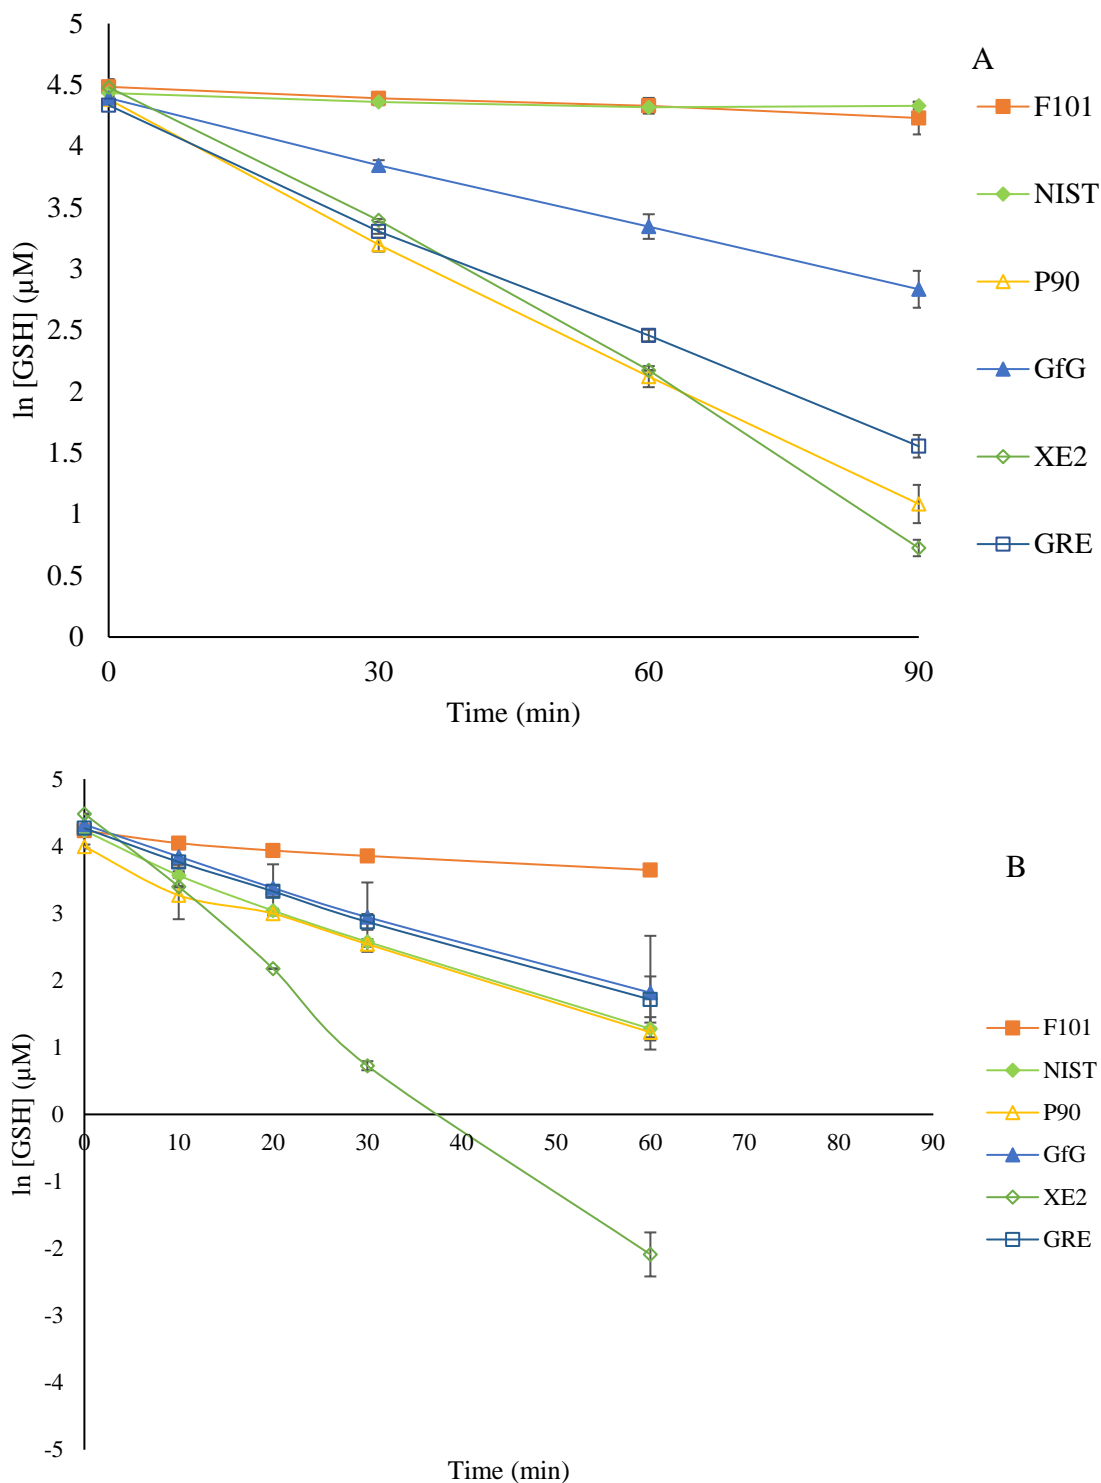 5
4.5
4
3.5
3
2.5
2
1.5
1
0.5
0
ln [GSH] (µM)
0 30 60 90
Time (min)
A
F101
NIST
P90
GfG
XE2
GRE
5
4
3
2
1
0
-1
-2
-3
-4
-5
ln [GSH] (µM)
0 10 20 30 40 50 60 70 80 90
Time (min)
B
F101
NIST
P90
GfG
XE2
GRE